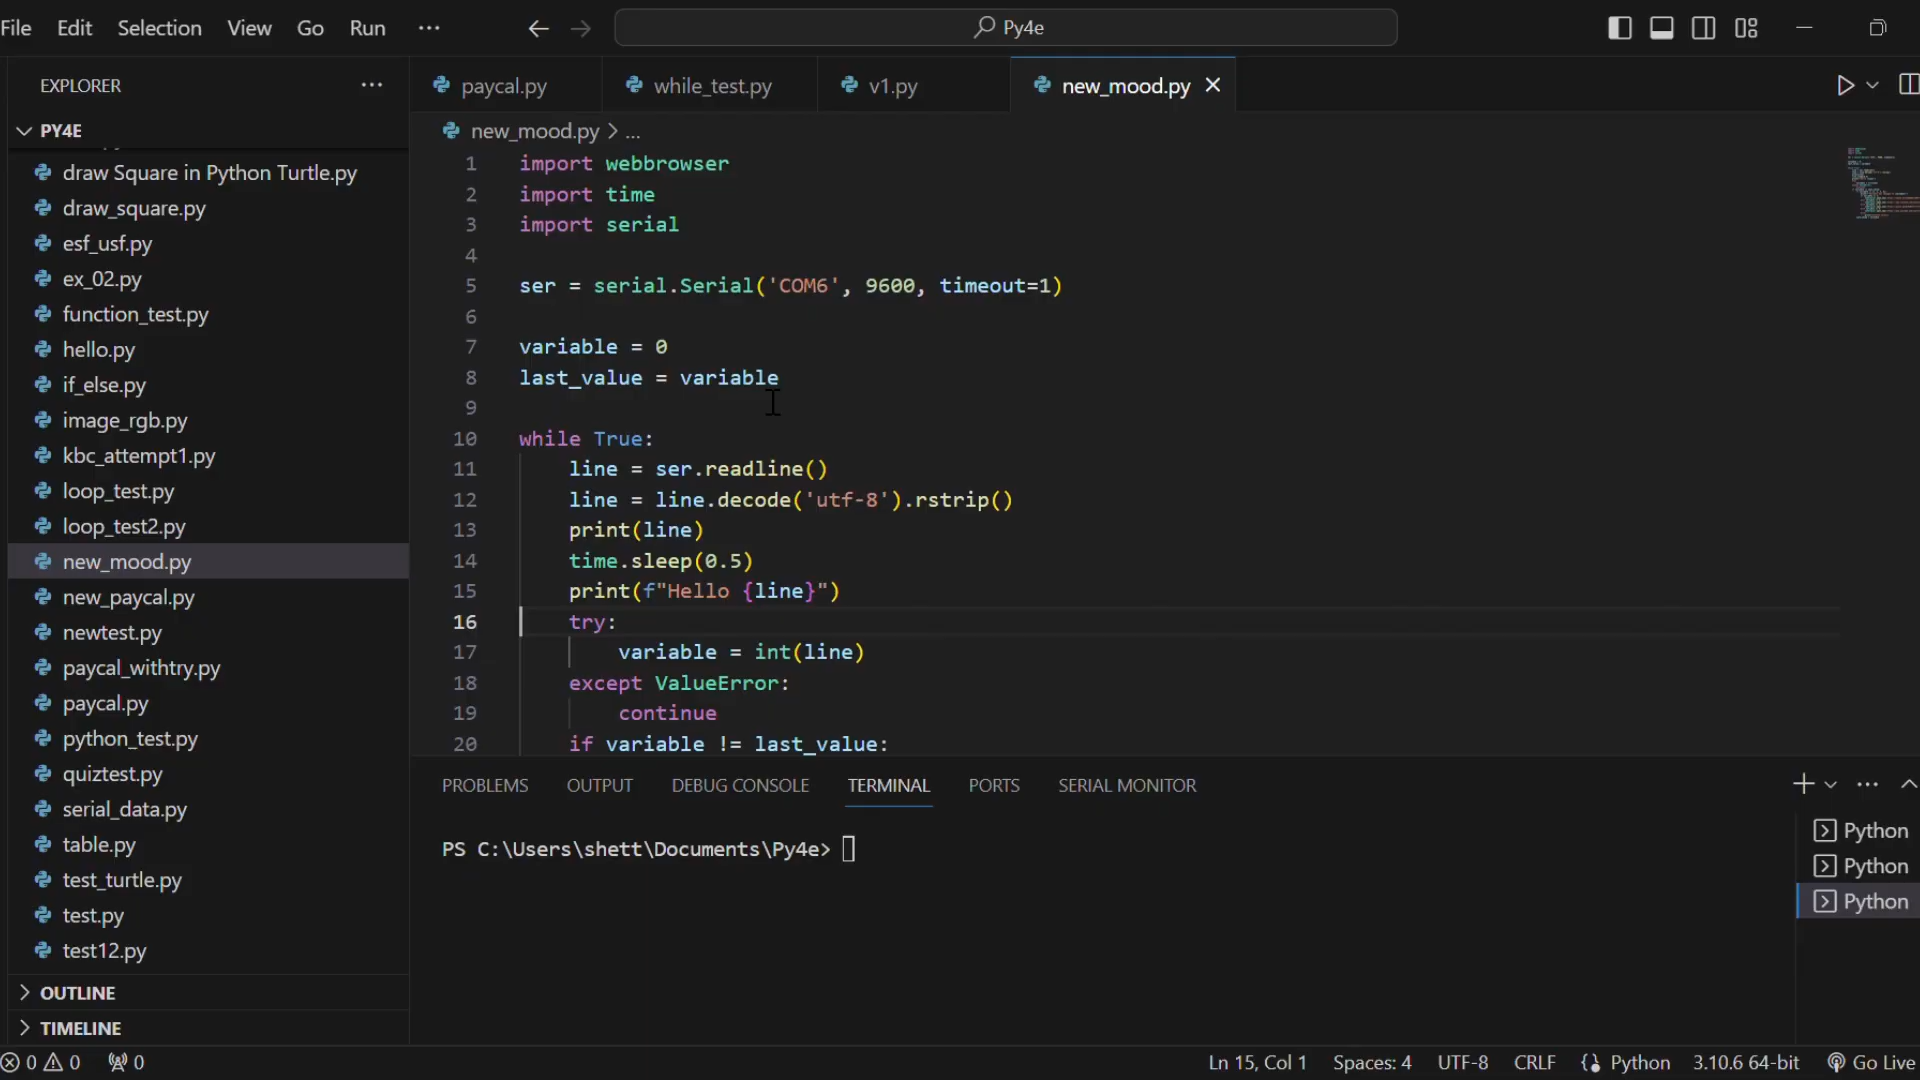 File Edit Selection View Go Run ···
Py4e
EXPLORER ···
PY4E
draw Square in Python Turtle.py
draw_square.py
esf_usf.py
ex_02.py
function_test.py
hello.py
if_else.py
image_rgb.py
kbc_attempt1.py
loop_test.py
loop_test2.py
new_mood.py
new_paycal.py
newtest.py
paycal_withtry.py
paycal.py
python_test.py
quiztest.py
serial_data.py
table.py
test_turtle.py
test.py
test12.py
OUTLINE
TIMELINE
paycal.py while_test.py v1.py new_mood.py
new_mood.py > ...
1 import webbrowser
2 import time
3 import serial
4
5 ser = serial.Serial('COM6', 9600, timeout=1)
6
7 variable = 0
8 last_value = variable
9
10 while True:
11 line = ser.readline()
12 line = line.decode('utf-8').rstrip()
13 print(line)
14 time.sleep(0.5)
15 print(f"Hello {line}")
16 try:
17 variable = int(line)
18 except ValueError:
19 continue
20 if variable != last_value:
PROBLEMS OUTPUT DEBUG CONSOLE TERMINAL PORTS SERIAL MONITOR
PS C:\Users\shett\Documents\Py4e>
Python
Python
Python
0 0 0 Ln 15, Col 1 Spaces: 4 UTF-8 CRLF Python 3.10.6 64-bit Go Live